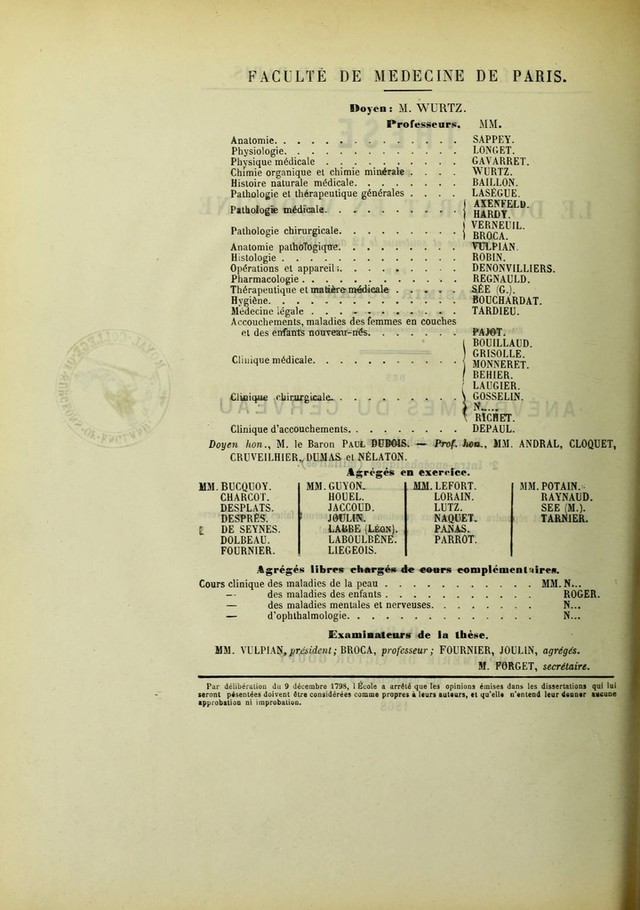 FACULTÉ DE MEDECINE DE PARIS.
Doyen: M. WURTZ.
Professeurs. MM.
Anatomie. . . . . . . . . . . . . . . SAPPEY.
Physiologie. . . . . . . . . . . . . . LONGET.
Physique médicale . . . . . . . . . . GAVARRET.
Chimie organique et chimie minérale . . . . WURTZ.
Histoire naturale médicale. . . . . . . . BAILLON.
Pathologie et thérapeutique générales . . . . LASÉGUE.
Pathologie médicale. . . . . . . . . . AXENFELD.
HARDY.
Pathologie chirurgicale. . . . . . . . . VERNEUIL.
BROCA.
Anatomie pathologique. . . . . . . . . VULPIAN.
Histologie . . . . . . . . . . . . . ROBIN.
Opérations et appareils. . . . . . . . . DENONVILLIERS.
Pharmacologie . . . . . . . . . . . . REGNAULD.
Thérapeutique et matière médicale . . . . . SÉE (G.).
Hygiène. . . . . . . . . . . . . . . BOUCHARDAT.
Médecine légale . . . . . . . . . . . TARDIEU.
Accouchements, maladies des femmes en couches
et des enfants nouveau-nés. . . . . . . PAJOT.
BOUILLAUD.
GRISOLLE.
Clinique médicale. . . . . . . . . . . MONNERET.
BEHIER.
LAUGIER.
Clinique chirurgicale. . . . . . . . . . GOSSELIN.
N.....
RICHET.
Clinique d'accouchements. . . . . . . . . DEPAUL.
Doyen hon., M. le Baron PAUL DUBOIS. — Prof. hon., MM. ANDRAL, CLOQUET,
CRUVEILHIER, DUMAS et NÉLATON.
Agrégés en exercice.
MM. BUCQUOY. MM. GUYON. MM. LEFORT. MM. POTAIN.
CHARCOT. HOUEL. LORAIN. RAYNAUD.
DESPLATS. JACCOUD. LUTZ. SEE (M.).
DESPRÈS. JOULIN. NAQUET. TARNIER.
DE SEYNES. LABBE (Léon). PANAS.
DOLBEAU. LABOULBÈNE. PARROT.
FOURNIER. LIEGEOIS.
Agrégés libres chargés de cours complémentaires.
Cours clinique des maladies de la peau . . . . . . . . . . . . MM. N...
— des maladies des enfants . . . . . . . . . . . ROGER.
— des maladies mentales et nerveuses. . . . . . . . N...
— d'ophthalmologie. . . . . . . . . . . . . . N...
Examinateurs de la thèse.
MM. VULPIAN, président; BROCA, professeur; FOURNIER, JOULIN, agrégés.
M. FORGET, secrétaire.
Par délibération du 9 décembre 1798, l École a arrêté que les opinions émises dans les dissertations qui lui
seront pésentées doivent être considérées comme propres à leurs auteurs, et qu'elle n'entend leur donner aucune
approbation ni improbation.